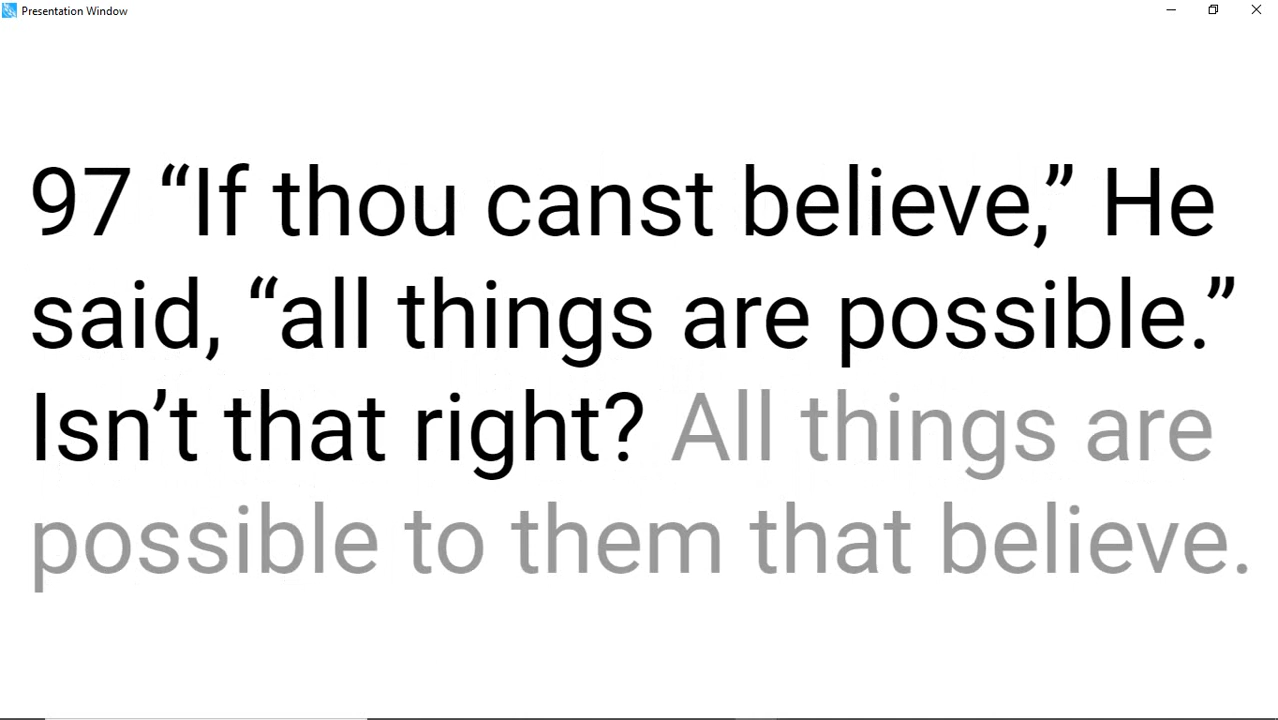 Presentation Window
97 “If thou canst believe,” He
said, “all things are possible.”
Isn’t that right? All things are
possible to them that believe.